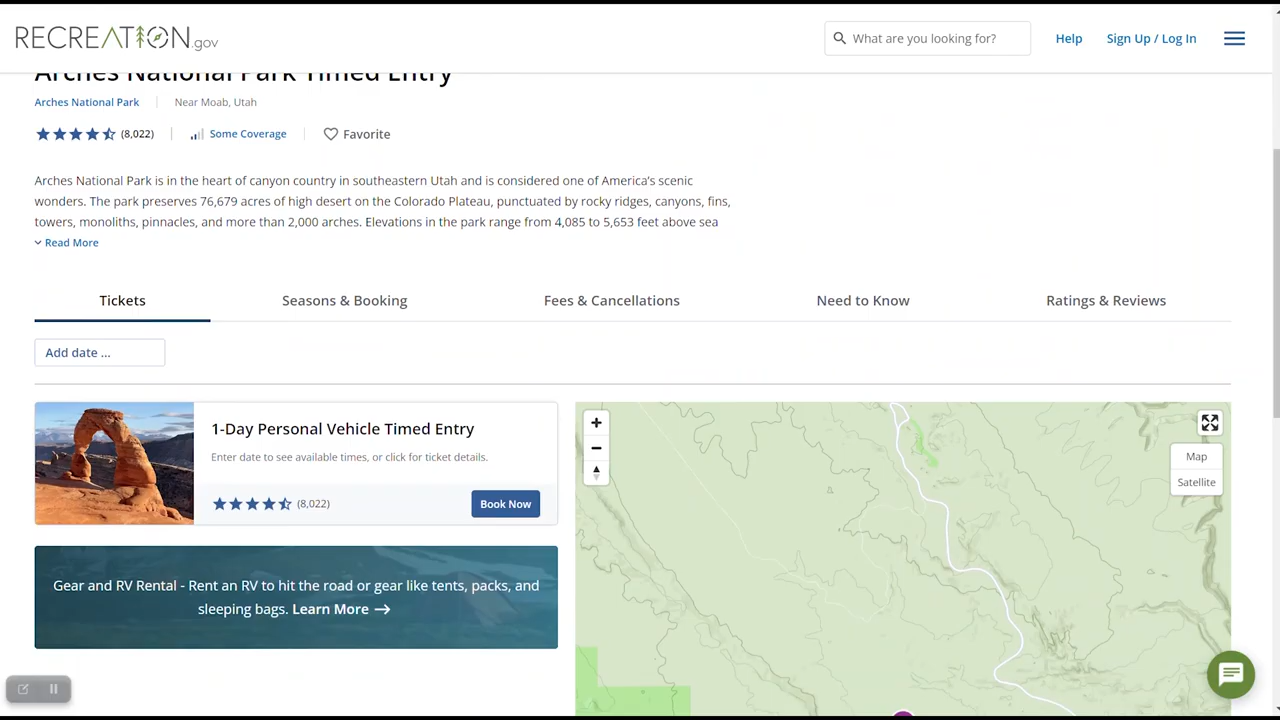 RECREATION.gov
What are you looking for?
Help
Sign Up / Log In
Arches National Park Timed Entry
Arches National Park
Near Moab, Utah
(8,022)
Some Coverage
Favorite
Arches National Park is in the heart of canyon country in southeastern Utah and is considered one of America's scenic
wonders. The park preserves 76,679 acres of high desert on the Colorado Plateau, punctuated by rocky ridges, canyons, fins,
towers, monoliths, pinnacles, and more than 2,000 arches. Elevations in the park range from 4,085 to 5,653 feet above sea
Read More
Tickets
Seasons & Booking
Fees & Cancellations
Need to Know
Ratings & Reviews
Add date ...
1-Day Personal Vehicle Timed Entry
Enter date to see available times, or click for ticket details.
(8,022)
Book Now
Gear and RV Rental - Rent an RV to hit the road or gear like tents, packs, and
sleeping bags. Learn More →
Map
Satellite